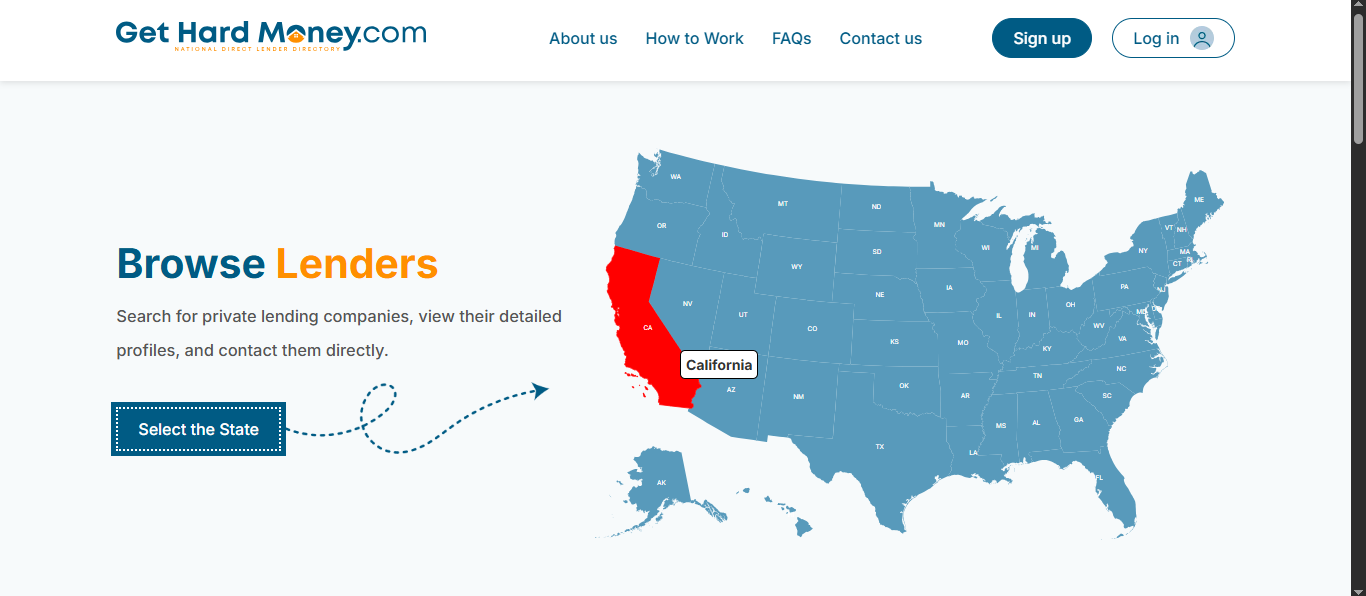 Get Hard Money.com
NATIONAL DIRECT LENDER DIRECTORY
About us
How to Work
FAQs
Contact us
Sign up
Log in
Browse Lenders
Search for private lending companies, view their detailed
profiles, and contact them directly.
Select the State
WA
OR
CA
ID
NV
MT
WY
UT
AZ
CO
NM
ND
SD
NE
KS
OK
TX
MN
IA
MO
AR
LA
WI
IL
MS
MI
IN
KY
TN
AL
OH
WV
GA
FL
SC
NC
VA
PA
NY
VT
NH
ME
MA
CT
AK
California